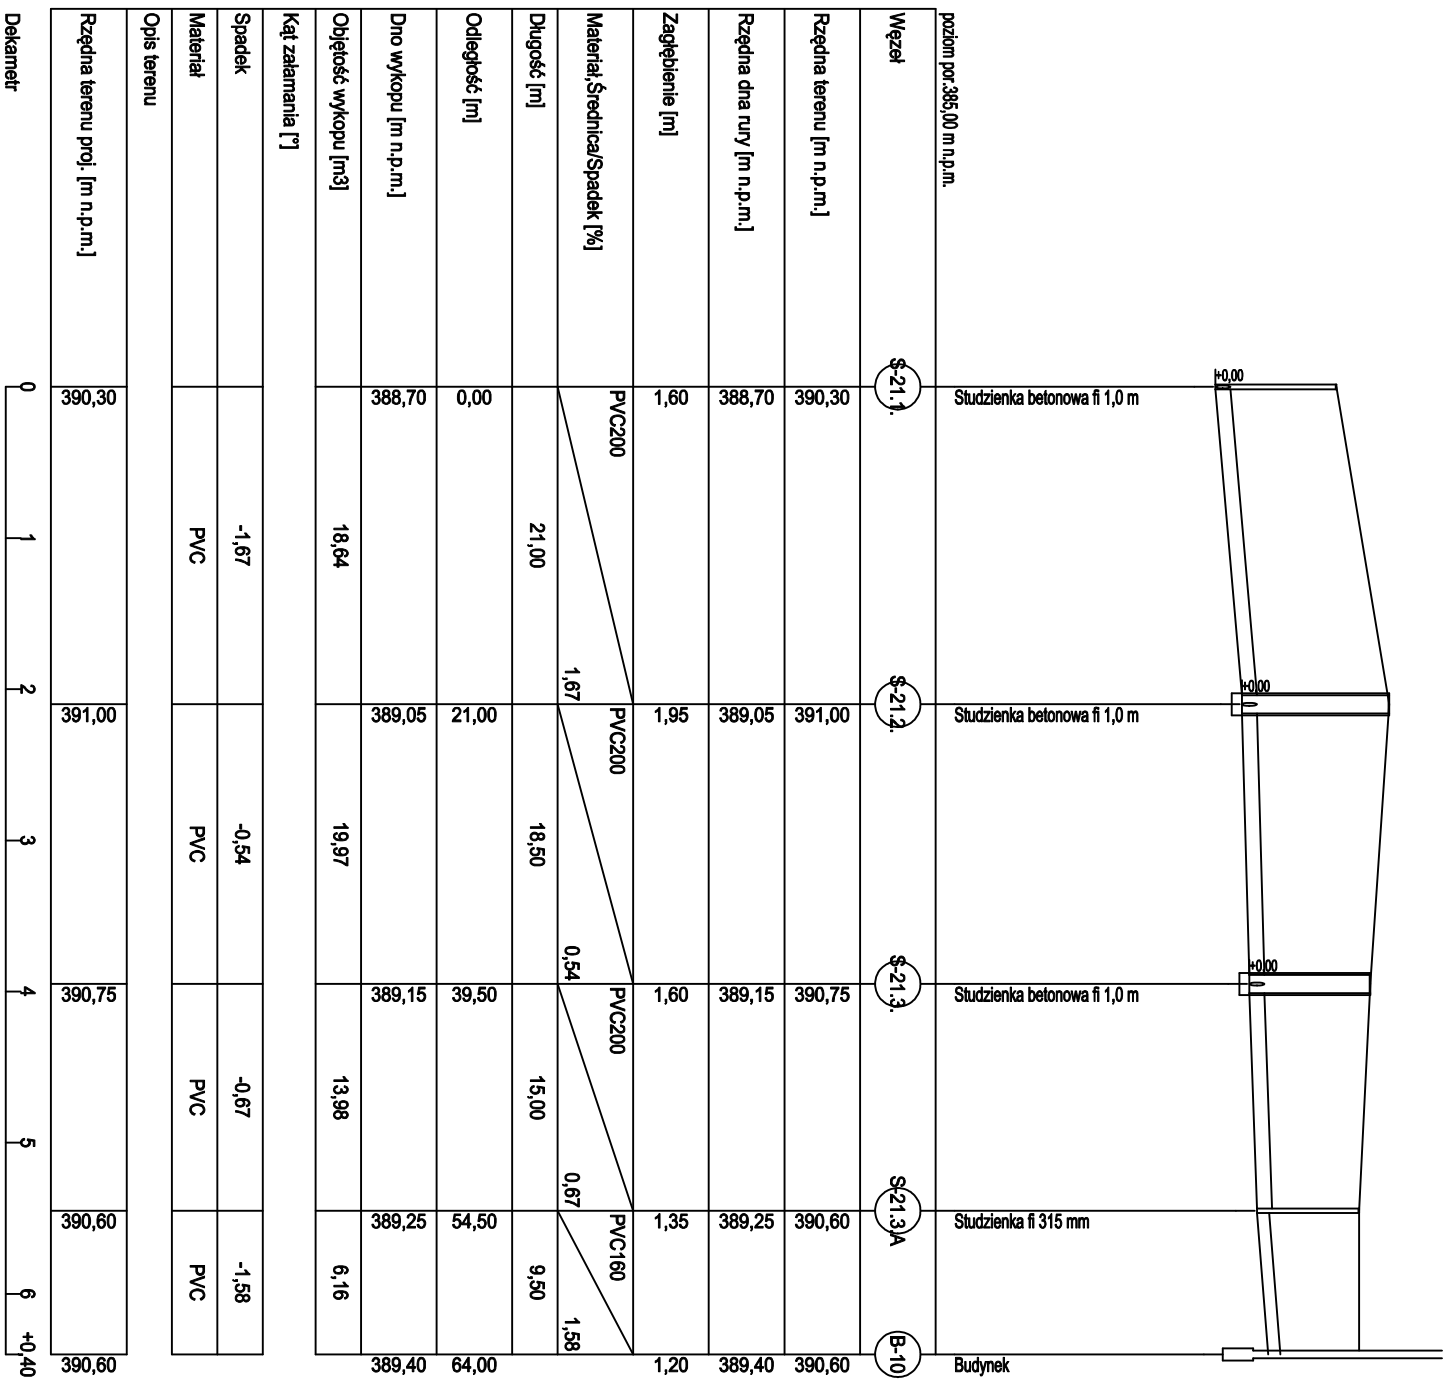 +0,00 +0,00 +0,00
poziom por.385,00 m n.p.m.
Studzienka betonowa fi 1,0 m Studzienka betonowa fi 1,0 m Studzienka betonowa fi 1,0 m Studzienka fi 315 mm Budynek
Węzeł S-21.1. S-21.2. S-21.3. S-21.3.A B-10
Rzędna terenu [m n.p.m.] 390,30 391,00 390,75 390,60 390,60
Rzędna dna rury [m n.p.m.] 388,70 389,05 389,15 389,25 389,40
Zagłębienie [m] 1,60 1,95 1,60 1,35 1,20
Materiał,Średnica/Spadek [%] PVC200 1,67 PVC200 0,54 PVC200 0,67 PVC160 1,58
Długość [m] 21,00 18,50 15,00 9,50
Odległość [m] 0,00 21,00 39,50 54,50 64,00
Dno wykopu [m n.p.m.] 388,70 389,05 389,15 389,25 389,40
Objętość wykopu [m3] 18,64 19,97 13,98 6,16
Kąt załamania [°]
Spadek -1,67 -0,54 -0,67 -1,58
Materiał PVC PVC PVC PVC
Opis terenu
Rzędna terenu proj. [m n.p.m.] 390,30 391,00 390,75 390,60 390,60
Dekametr 0 1 2 3 4 5 6 +0,40